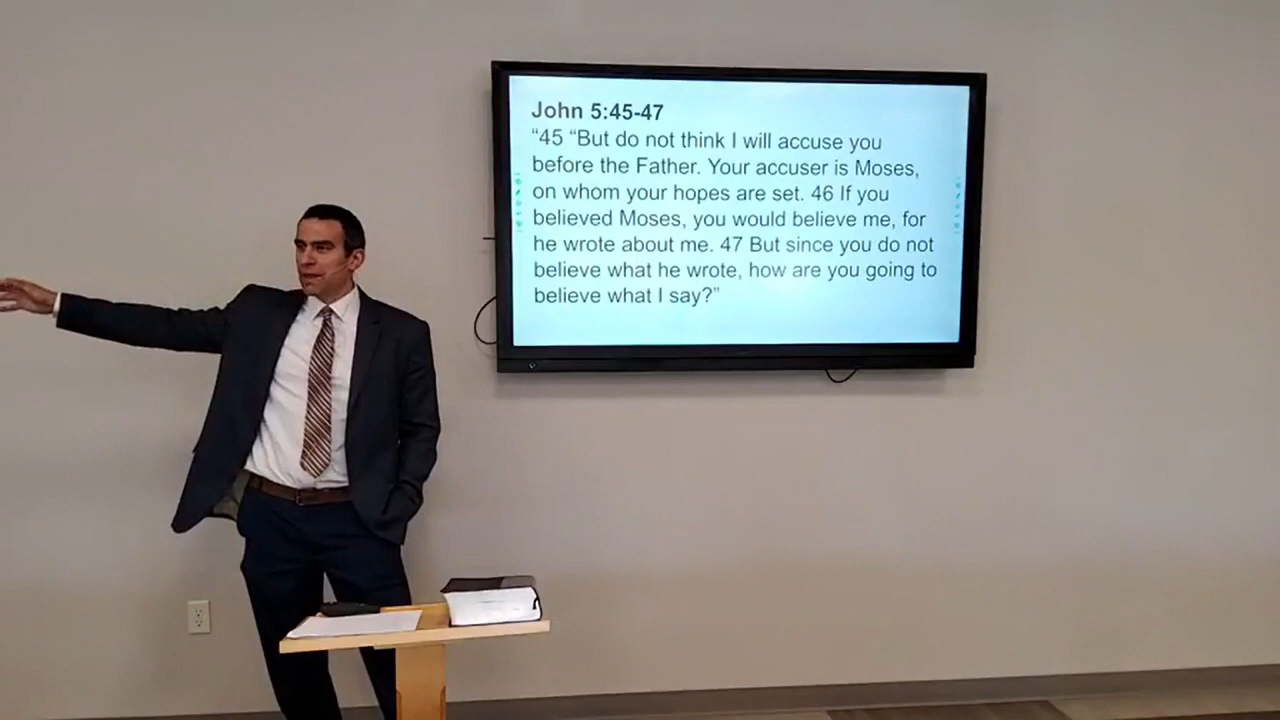 John 5:45-47
“45 “But do not think I will accuse you
before the Father. Your accuser is Moses,
on whom your hopes are set. 46 If you
believed Moses, you would believe me, for
he wrote about me. 47 But since you do not
believe what he wrote, how are you going to
believe what I say?”